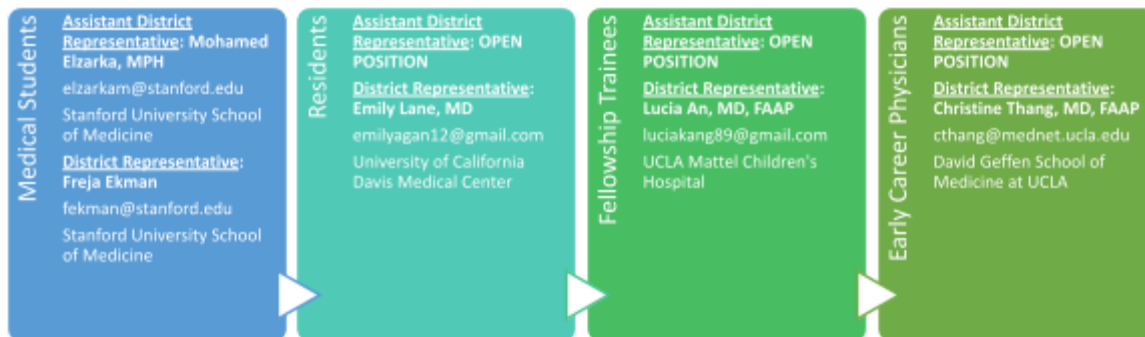 Medical Students
Assistant District
Representative: Mohamed
Elzarka, MPH
elzarkam@stanford.edu
Stanford University School
of Medicine
District Representative:
Freja Ekman
fekman@stanford.edu
Stanford University School
of Medicine
Residents
Assistant District
Representative: OPEN
POSITION
District Representative:
Emily Lane, MD
emilyagan12@gmail.com
University of California
Davis Medical Center
Fellowship Trainees
Assistant District
Representative: OPEN
POSITION
District Representative:
Lucia An, MD, FAAP
luciakang89@gmail.com
UCLA Mattel Children's
Hospital
Early Career Physicians
Assistant District
Representative: OPEN
POSITION
District Representative:
Christine Thang, MD, FAAP
cthang@mednet.ucla.edu
David Geffen School of
Medicine at UCLA